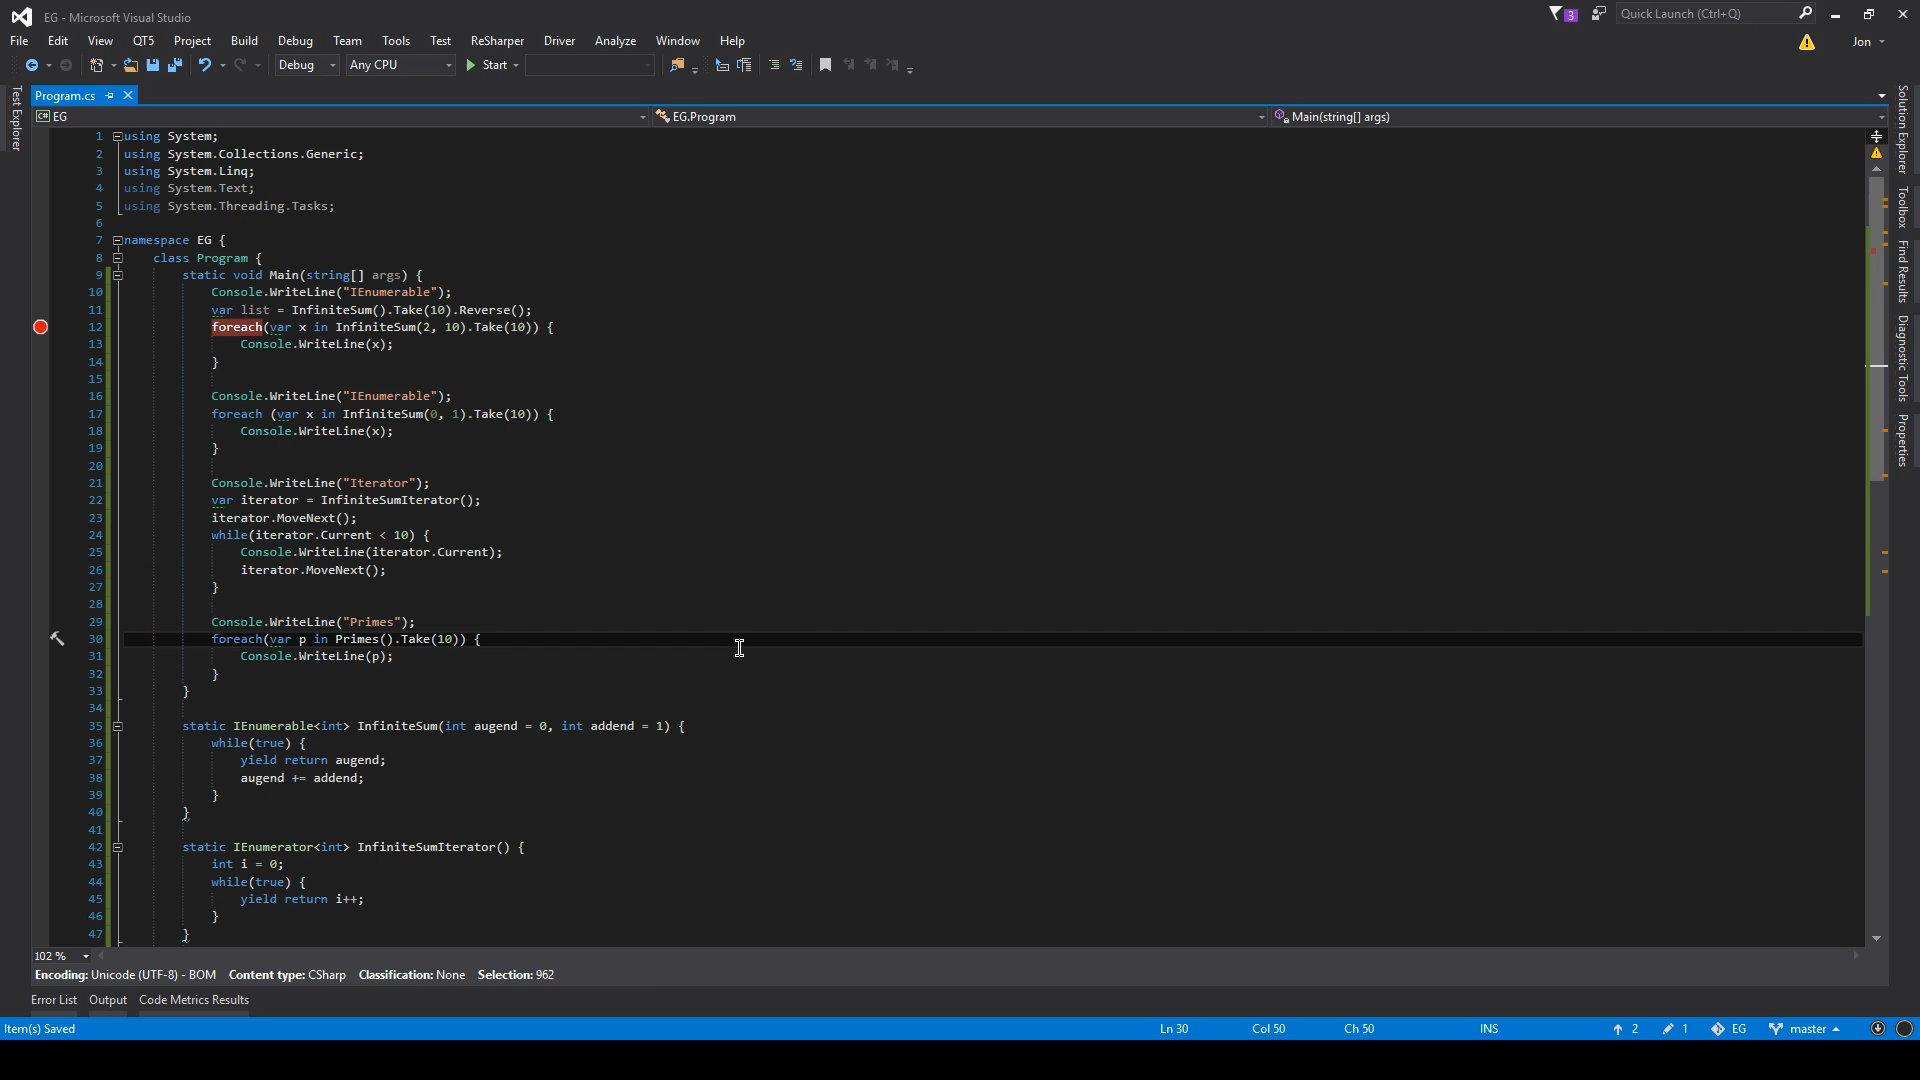 EG - Microsoft Visual Studio
3
Quick Launch (Ctrl+Q)
File Edit View QT5 Project Build Debug Team Tools Test ReSharper Driver Analyze Window Help
Jon
Debug Any CPU Start
Program.cs
Test Explorer
C# EG
EG.Program
Main(string[] args)
1 using System;
2 using System.Collections.Generic;
3 using System.Linq;
4 using System.Text;
5 using System.Threading.Tasks;
6
7 namespace EG {
8 class Program {
9 static void Main(string[] args) {
10 Console.WriteLine("IEnumerable");
11 var list = InfiniteSum().Take(10).Reverse();
12 foreach(var x in InfiniteSum(2, 10).Take(10)) {
13 Console.WriteLine(x);
14 }
15
16 Console.WriteLine("IEnumerable");
17 foreach (var x in InfiniteSum(0, 1).Take(10)) {
18 Console.WriteLine(x);
19 }
20
21 Console.WriteLine("Iterator");
22 var iterator = InfiniteSumIterator();
23 iterator.MoveNext();
24 while(iterator.Current < 10) {
25 Console.WriteLine(iterator.Current);
26 iterator.MoveNext();
27 }
28
29 Console.WriteLine("Primes");
30 foreach(var p in Primes().Take(10)) {
31 Console.WriteLine(p);
32 }
33 }
34
35 static IEnumerable<int> InfiniteSum(int augend = 0, int addend = 1) {
36 while(true) {
37 yield return augend;
38 augend += addend;
39 }
40 }
41
42 static IEnumerator<int> InfiniteSumIterator() {
43 int i = 0;
44 while(true) {
45 yield return i++;
46 }
47 }
Solution Explorer
Toolbox
Find Results
Diagnostic Tools
Properties
102 %
Encoding: Unicode (UTF-8) - BOM Content type: CSharp Classification: None Selection: 962
Error List Output Code Metrics Results
Item(s) Saved Ln 30 Col 50 Ch 50 INS 2 1 EG master